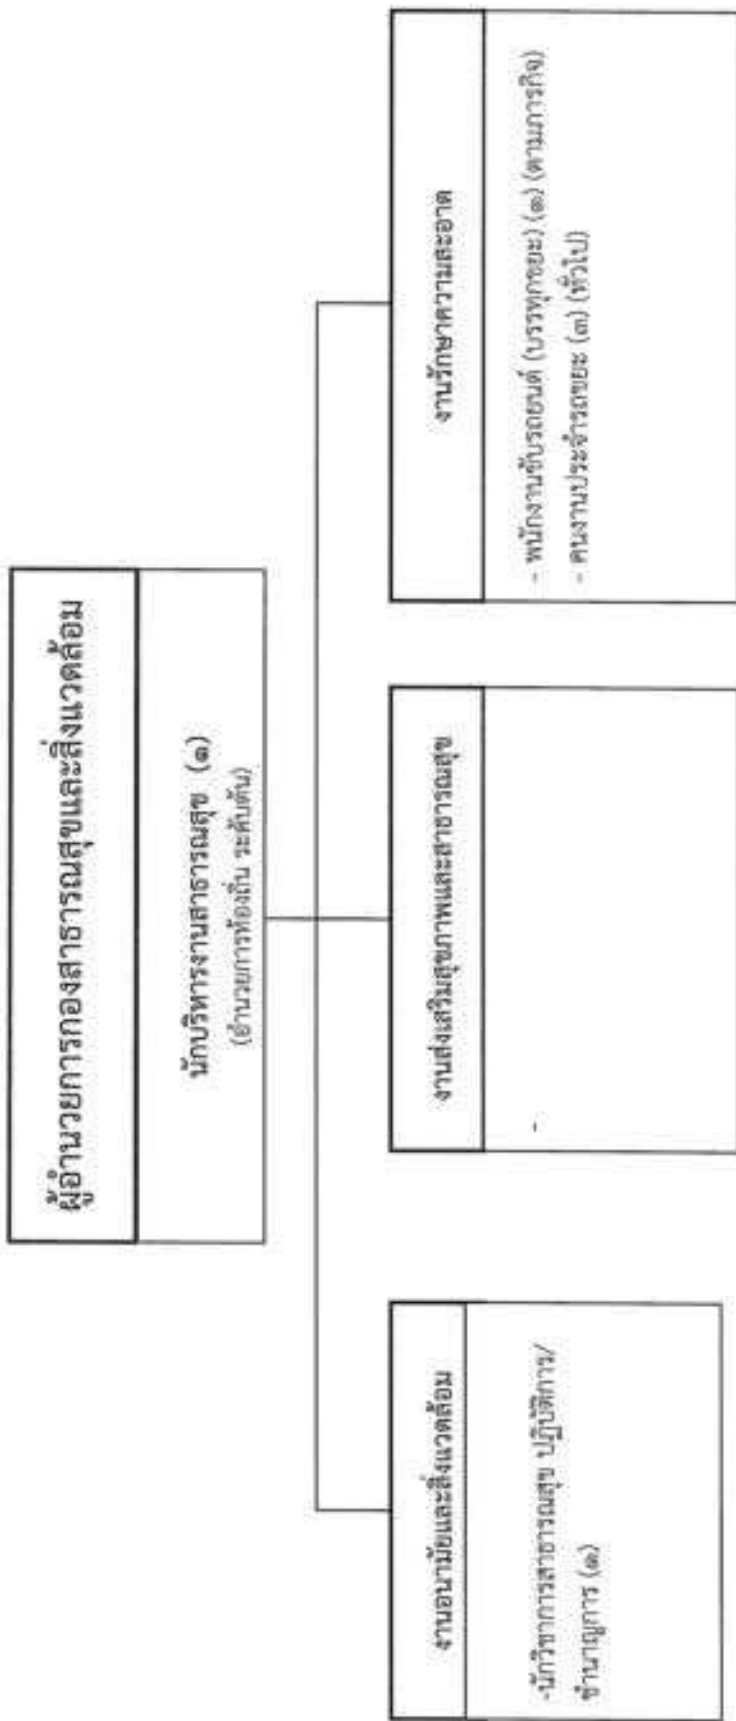 ผู้อำนวยการกองสาธารณสุขและสิ่งแวดล้อม
นักบริหารงานสาธารณสุข (๑)
(อำนวยการท้องถิ่น ระดับต้น)
งานอนามัยและสิ่งแวดล้อม
-นักวิชาการสาธารณสุข ปฏิบัติการ/
ชำนาญการ (๑)
งานส่งเสริมสุขภาพและสาธารณสุข
-
งานรักษาความสะอาด
- พนักงานขับรถยนต์ (บรรทุกขยะ) (๑) (ตามภารกิจ)
- คนงานประจำรถขยะ (๓) (ทั่วไป)